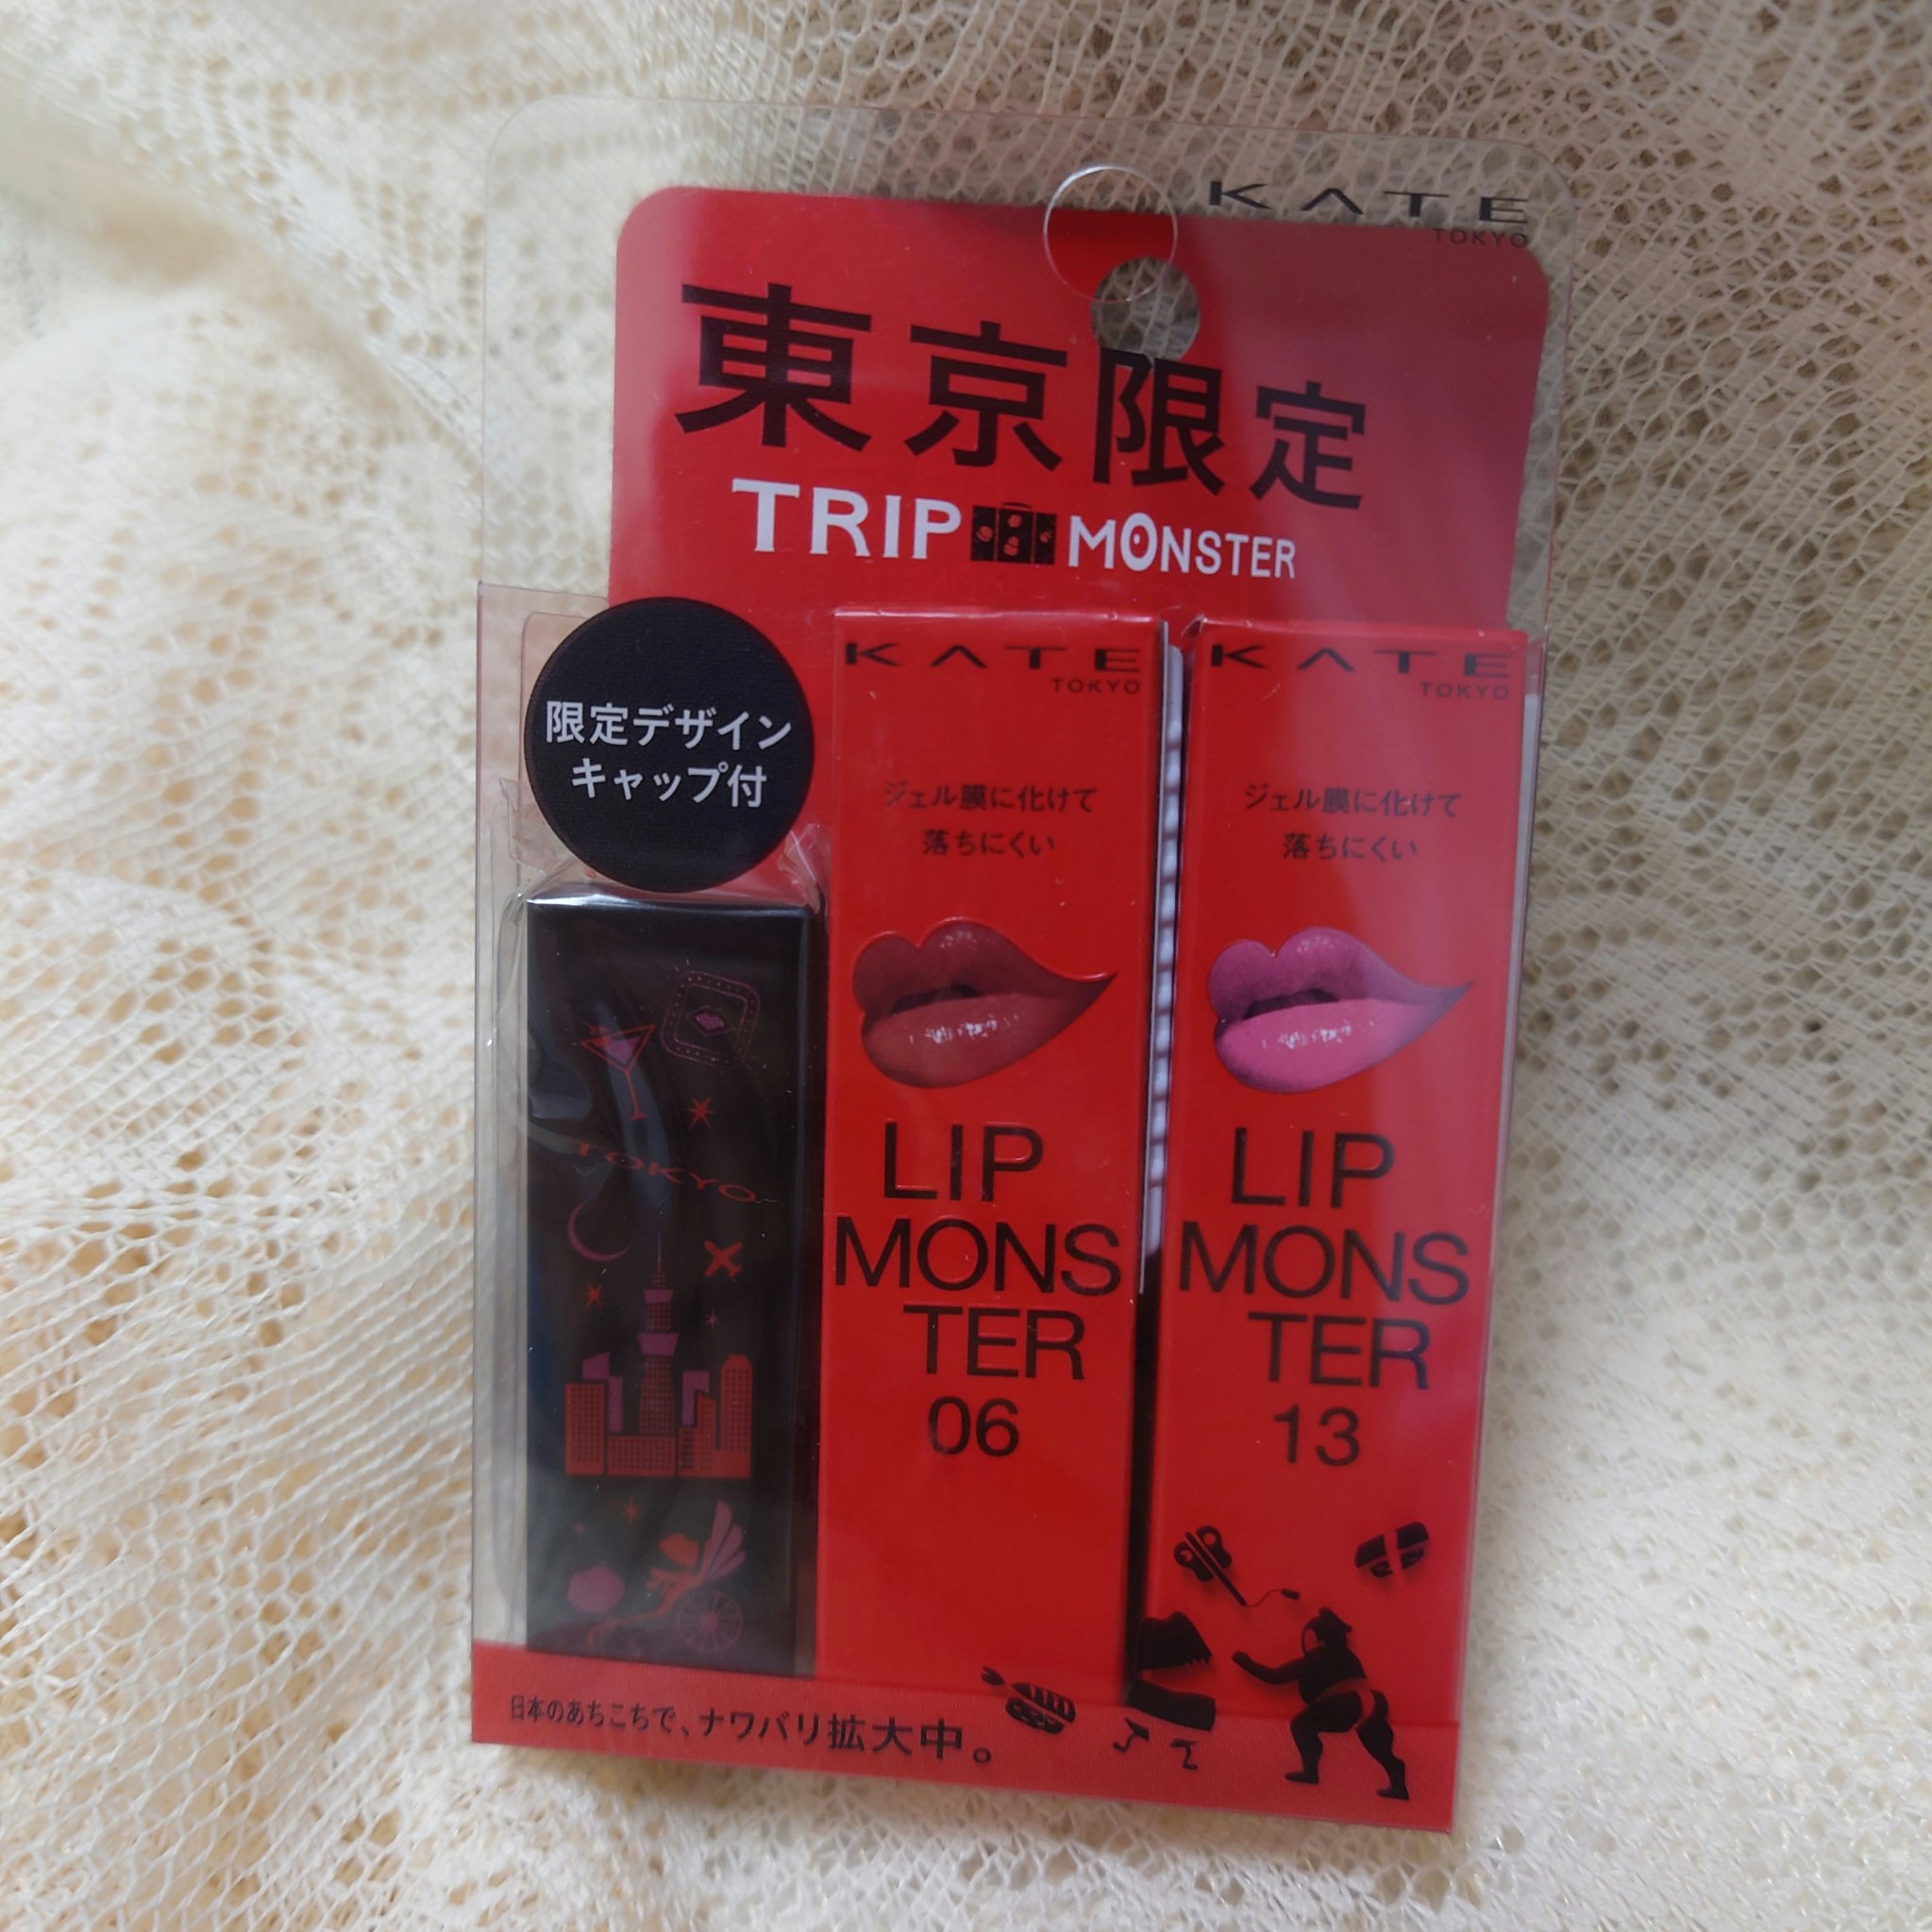 KATE
TOKYO
東京限定
TRIP MONSTER
限定デザイン
キャップ付
TOKYO
KATE
TOKYO
ジェル膜に化けて
落ちにくい
LIP
MONS
TER
06
KATE
TOKYO
ジェル膜に化けて
落ちにくい
LIP
MONS
TER
13
日本のあちこちで、ナワバリ拡大中。